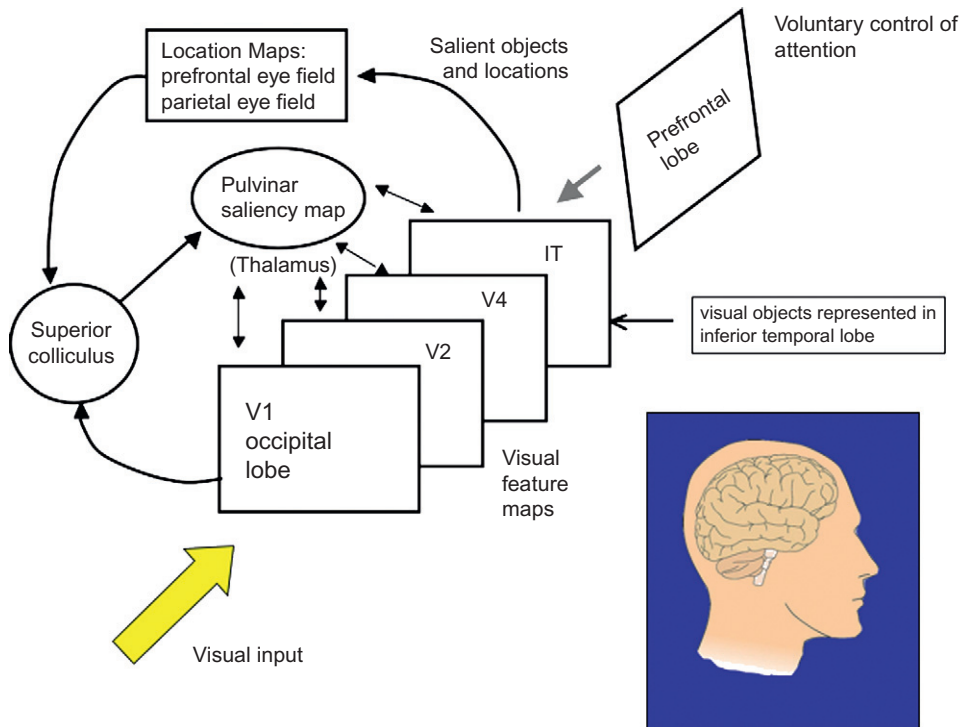 Location Maps:
prefrontal eye field
parietal eye field
Salient objects
and locations
Voluntary control of
attention
Prefrontal
lobe
Pulvinar
saliency map
(Thalamus)
IT
V4
V2
V1
occipital
lobe
Superior
colliculus
visual objects represented in
inferior temporal lobe
Visual
feature
maps
Visual input